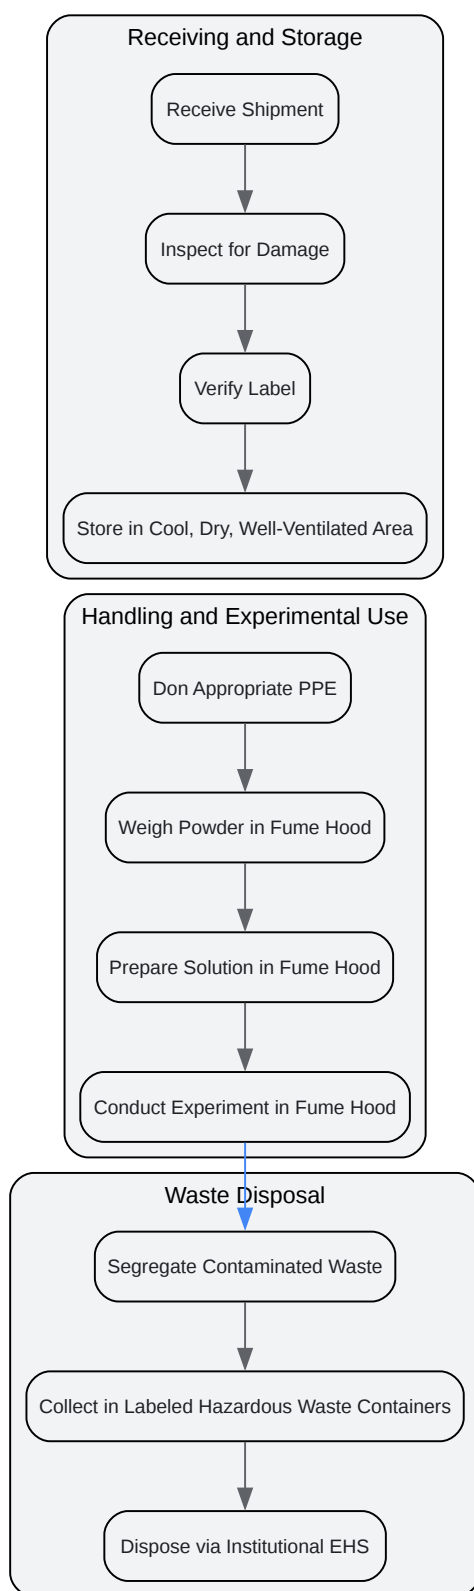 Receiving and Storage
Receive Shipment
Inspect for Damage
Verify Label
Store in Cool, Dry, Well-Ventilated Area
Handling and Experimental Use
Don Appropriate PPE
Weigh Powder in Fume Hood
Prepare Solution in Fume Hood
Conduct Experiment in Fume Hood
Waste Disposal
Segregate Contaminated Waste
Collect in Labeled Hazardous Waste Containers
Dispose via Institutional EHS